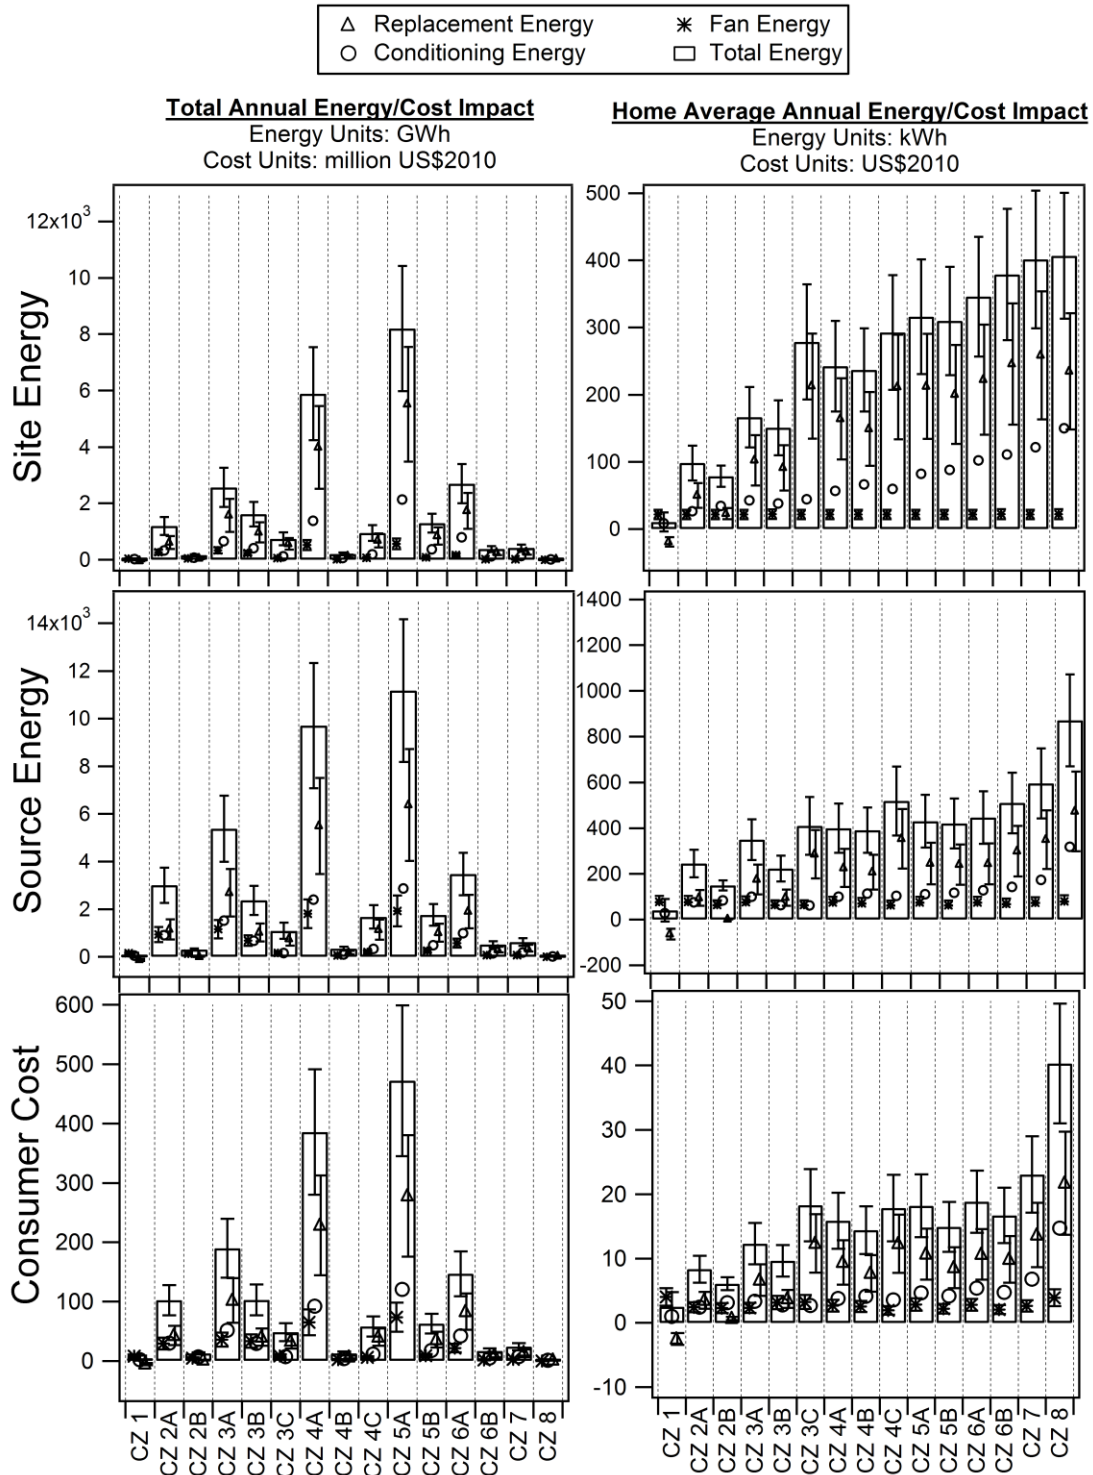 Replacement Energy
Fan Energy
Conditioning Energy
Total Energy
Total Annual Energy/Cost Impact
Energy Units: GWh
Cost Units: million US$2010
Home Average Annual Energy/Cost Impact
Energy Units: kWh
Cost Units: US$2010
Site Energy
12x10³
10
8
6
4
2
0
500
400
300
200
100
0
Source Energy
14x10³
12
10
8
6
4
2
0
1400
1200
1000
800
600
400
200
0
-200
Consumer Cost
600
500
400
300
200
100
0
50
40
30
20
10
0
-10
CZ 1
CZ 2A
CZ 2B
CZ 3A
CZ 3B
CZ 3C
CZ 4A
CZ 4B
CZ 4C
CZ 5A
CZ 5B
CZ 6A
CZ 6B
CZ 7
CZ 8
CZ 1
CZ 2A
CZ 2B
CZ 3A
CZ 3B
CZ 3C
CZ 4A
CZ 4B
CZ 4C
CZ 5A
CZ 5B
CZ 6A
CZ 6B
CZ 7
CZ 8